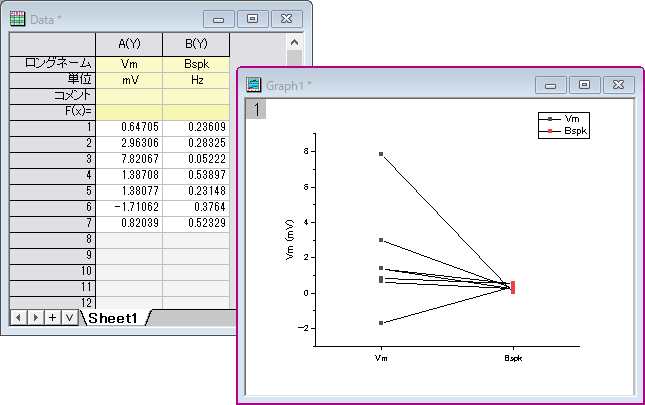 Data *
A(Y) B(Y)
ロングネーム Vm Bspk
単位 mV Hz
コメント
F(x)=
1 0.64705 0.23609
2 2.96306 0.28325
3 7.82067 0.05222
4 1.38708 0.53897
5 1.38077 0.23148
6 -1.71062 0.3764
7 0.82039 0.52329
8
9
10
11
12
Sheet1
Graph1 *
1
Vm
Bspk
8
6
4
2
0
-2
Vm (mV)
Vm Bspk